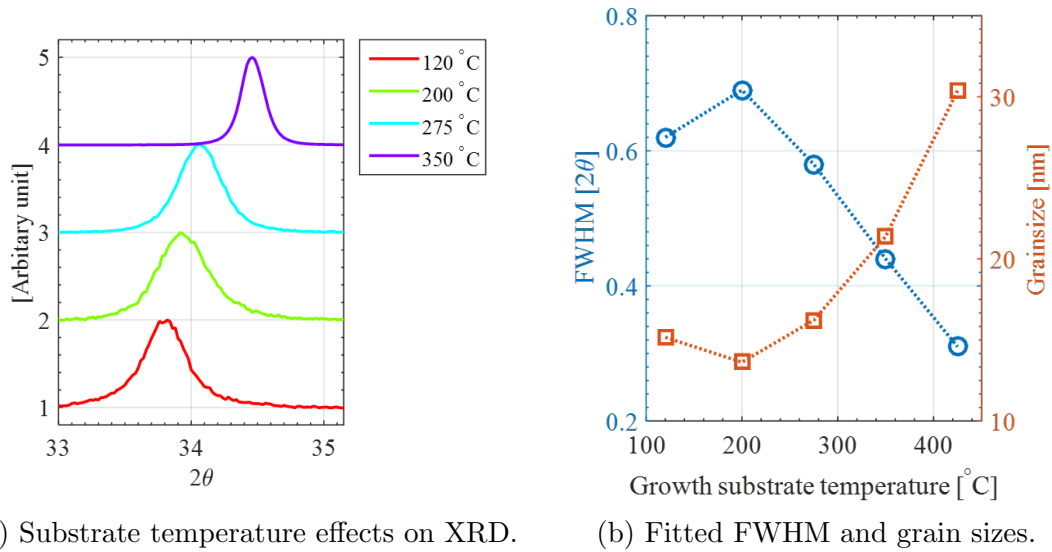 [Arbitary unit]
5
4
3
2
1
33
34
35
2θ
120 °C
200 °C
275 °C
350 °C
) Substrate temperature effects on XRD.
FWHM [2θ]
0.8
0.6
0.4
0.2
100
200
300
400
Growth substrate temperature [°C]
30
20
10
Grainsize [nm]
(b) Fitted FWHM and grain sizes.